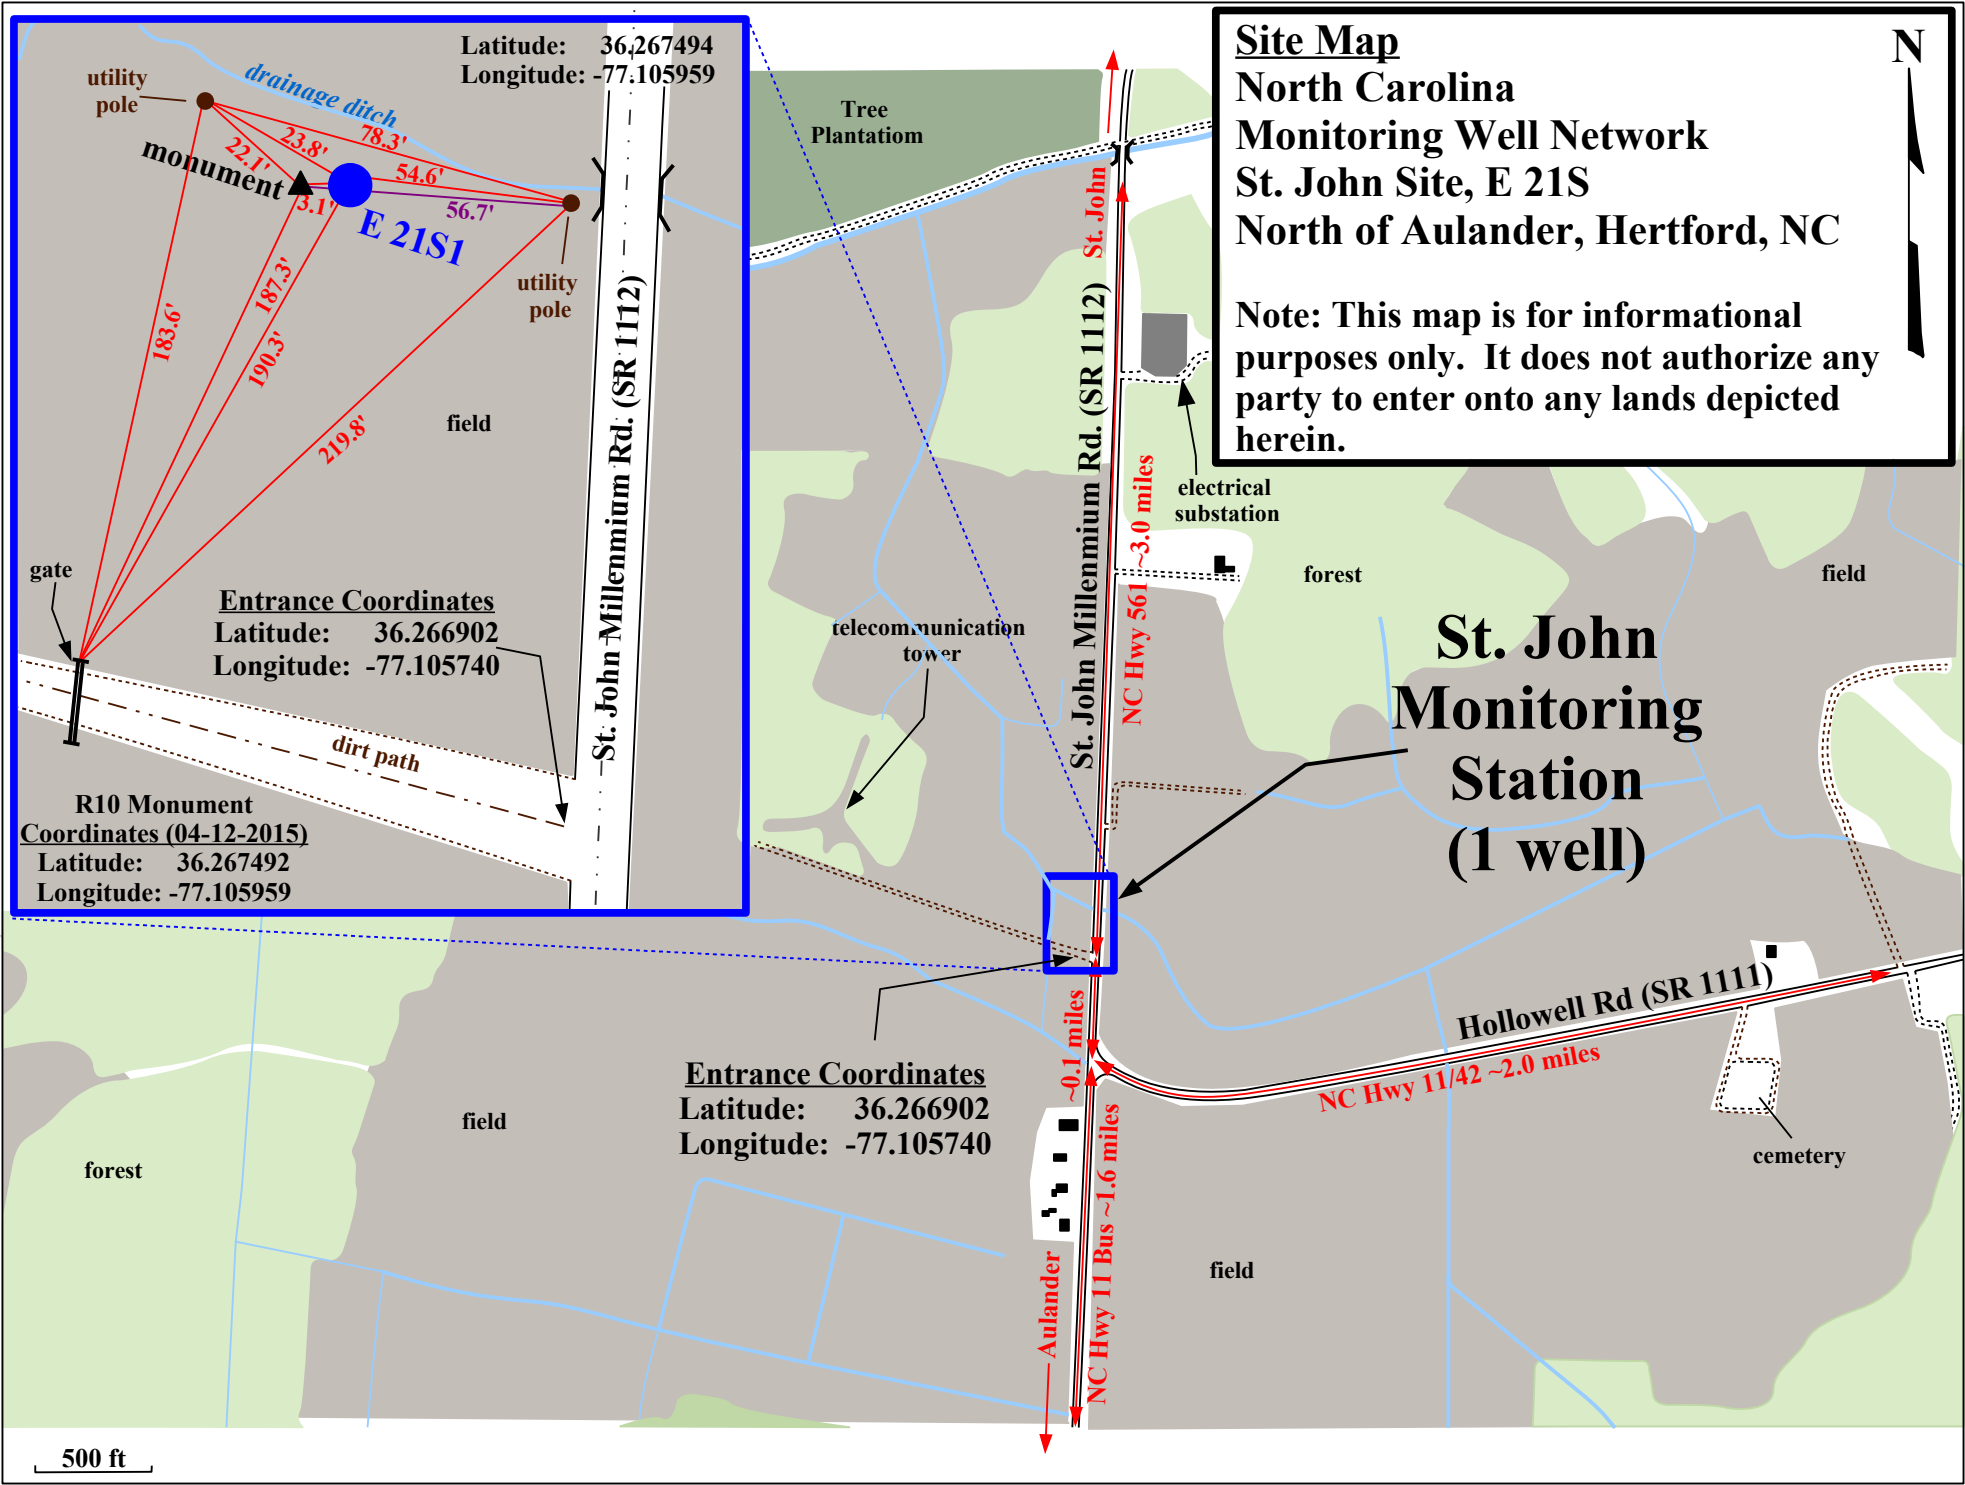 Site Map
North Carolina
Monitoring Well Network
St. John Site, E 21S
North of Aulander, Hertford, NC
Note: This map is for informational
purposes only. It does not authorize any
party to enter onto any lands depicted
herein.
N
Latitude: 36.267494
Longitude: -77.105959
utility
pole
drainage ditch
78.3'
23.8'
22.1'
54.6'
monument
3.1'
56.7'
E 21S1
utility
pole
187.3'
183.6'
190.3'
219.8'
field
St. John Millenmium Rd. (SR 1112)
gate
Entrance Coordinates
Latitude: 36.266902
Longitude: -77.105740
dirt path
R10 Monument
Coordinates (04-12-2015)
Latitude: 36.267492
Longitude: -77.105959
Tree
Plantatiom
St. John
St. John Millennium Rd. (SR 1112)
NC Hwy 561 ~3.0 miles
electrical
substation
forest
field
telecommunication
tower
St. John
Monitoring
Station
(1 well)
Hollowell Rd (SR 1111)
NC Hwy 11/42 ~2.0 miles
~0.1 miles
Entrance Coordinates
Latitude: 36.266902
Longitude: -77.105740
NC Hwy 11 Bus ~1.6 miles
Aulander
cemetery
field
forest
field
500 ft